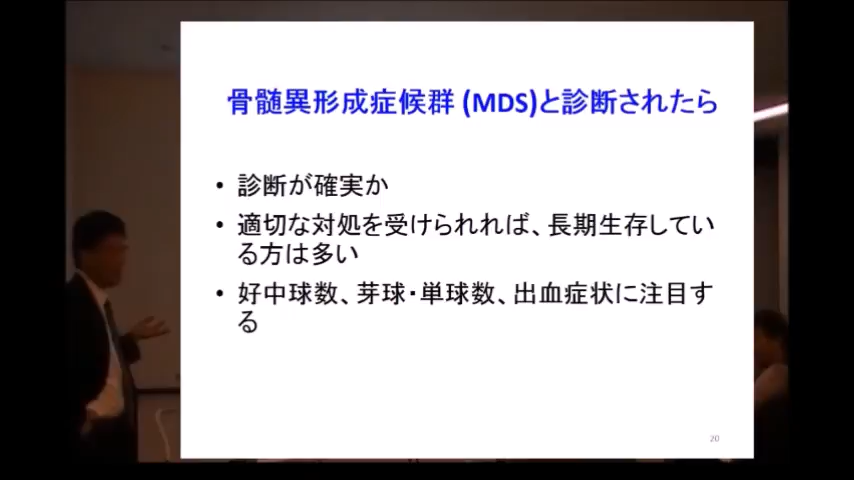 骨髄異形成症候群 (MDS)と診断されたら
• 診断が確実か
• 適切な対処を受けられれば、長期生存してい
る方は多い
• 好中球数、芽球・単球数、出血症状に注目す
る
20